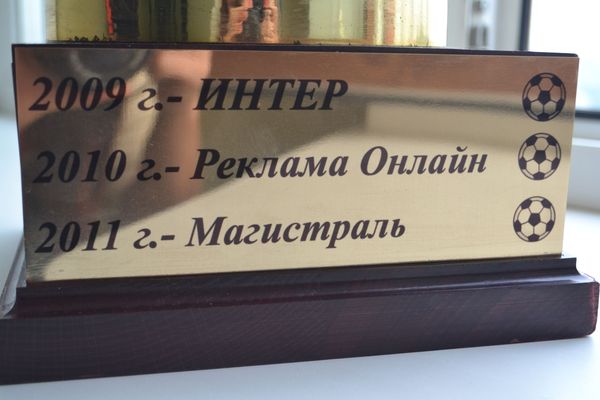 2009 г.- ИНТЕР
2010 г.- Реклама Онлайн
2011 г.- Магистраль